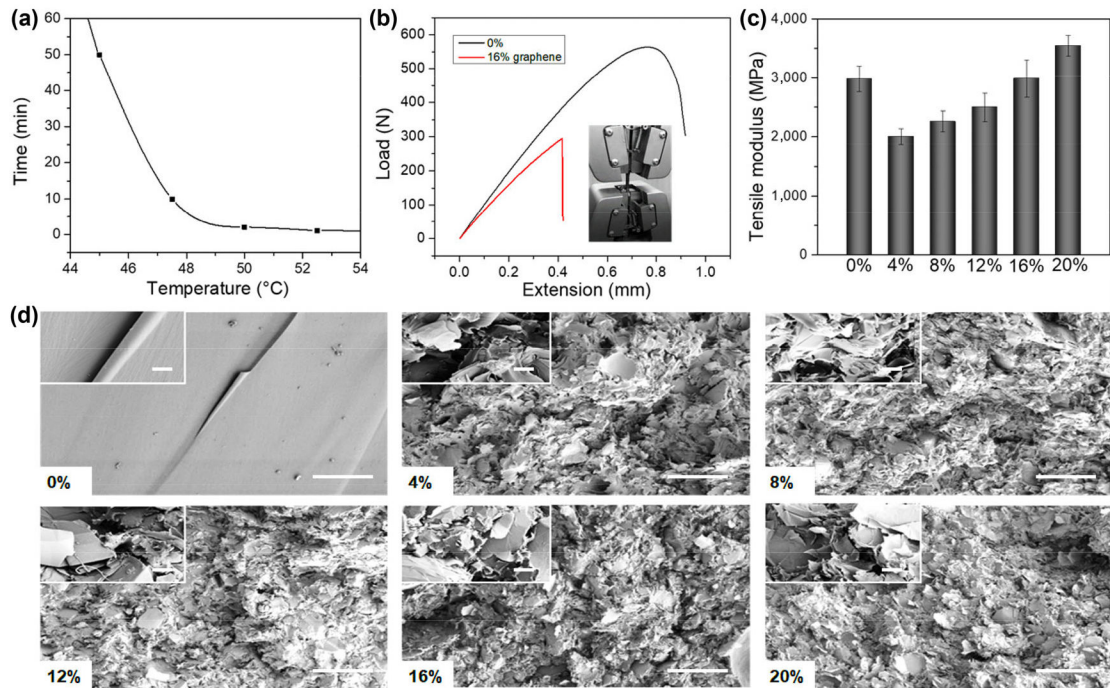 (a)
60
50
40
30
20
10
0
Time (min)
44 46 48 50 52 54
Temperature (°C)
(b)
0%
16% graphene
600
500
400
300
200
100
0
Load (N)
0.0 0.2 0.4 0.6 0.8 1.0
Extension (mm)
(c)
4,000
3,000
2,000
1,000
0
Tensile modulus (MPa)
0% 4% 8% 12% 16% 20%
(d)
0%
4%
8%
12%
16%
20%